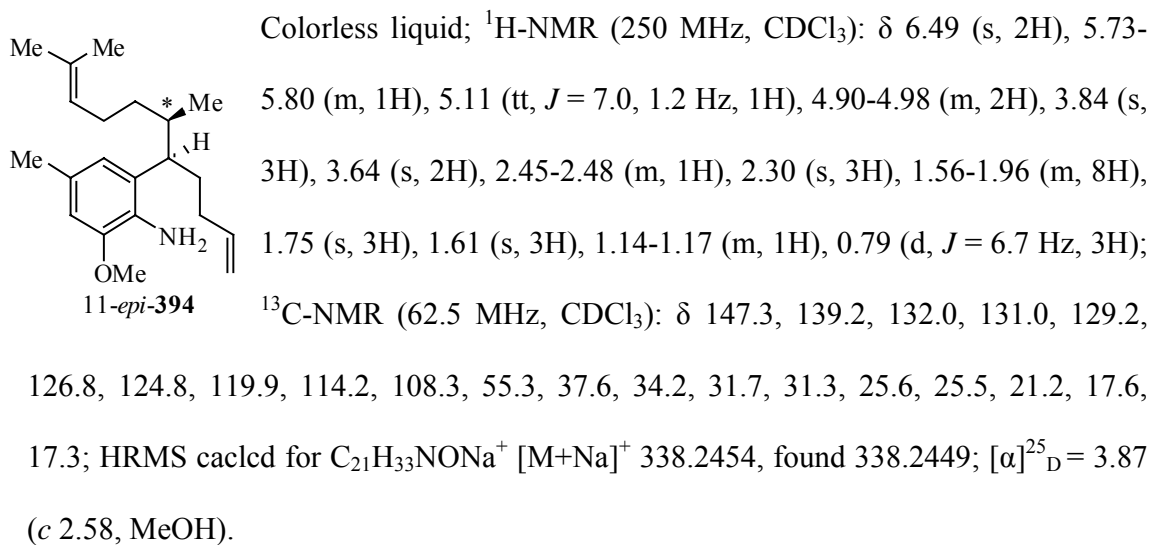 Me Me
* Me
H
Me
NH₂
OMe
11-epi-394
Colorless liquid; ¹H-NMR (250 MHz, CDCl₃): δ 6.49 (s, 2H), 5.73-
5.80 (m, 1H), 5.11 (tt, J = 7.0, 1.2 Hz, 1H), 4.90-4.98 (m, 2H), 3.84 (s,
3H), 3.64 (s, 2H), 2.45-2.48 (m, 1H), 2.30 (s, 3H), 1.56-1.96 (m, 8H),
1.75 (s, 3H), 1.61 (s, 3H), 1.14-1.17 (m, 1H), 0.79 (d, J = 6.7 Hz, 3H);
¹³C-NMR (62.5 MHz, CDCl₃): δ 147.3, 139.2, 132.0, 131.0, 129.2,
126.8, 124.8, 119.9, 114.2, 108.3, 55.3, 37.6, 34.2, 31.7, 31.3, 25.6, 25.5, 21.2, 17.6,
17.3; HRMS caclcd for C₂₁H₃₃NONa⁺ [M+Na]⁺ 338.2454, found 338.2449; [α]²⁵D = 3.87
(c 2.58, MeOH).